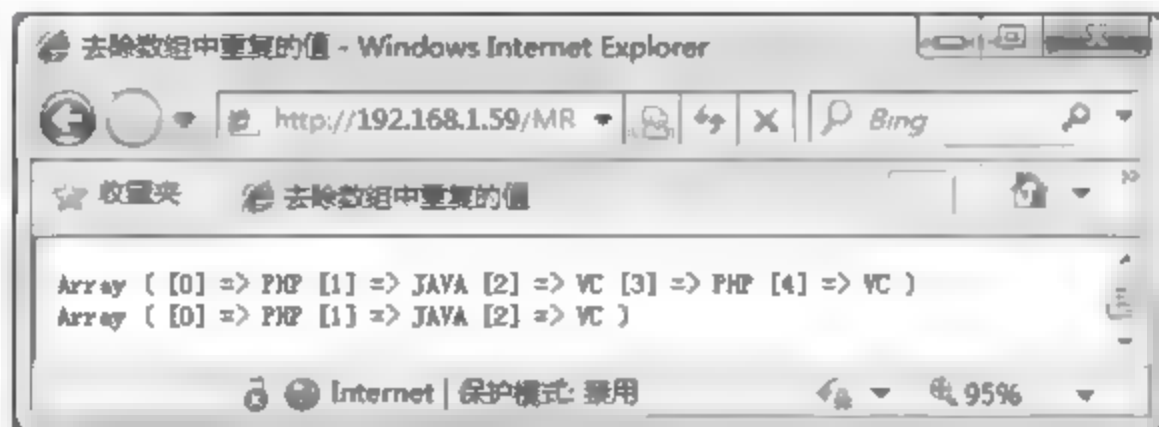 去除数组中重复的值 - Windows Internet Explorer
http://192.168.1.59/MR
Bing
收藏夹
去除数组中重复的值
Array ( [0] => PHP [1] => JAVA [2] => VC [3] => PHP [4] => VC )
Array ( [0] => PHP [1] => JAVA [2] => VC )
Internet | 保护模式: 禁用
95%